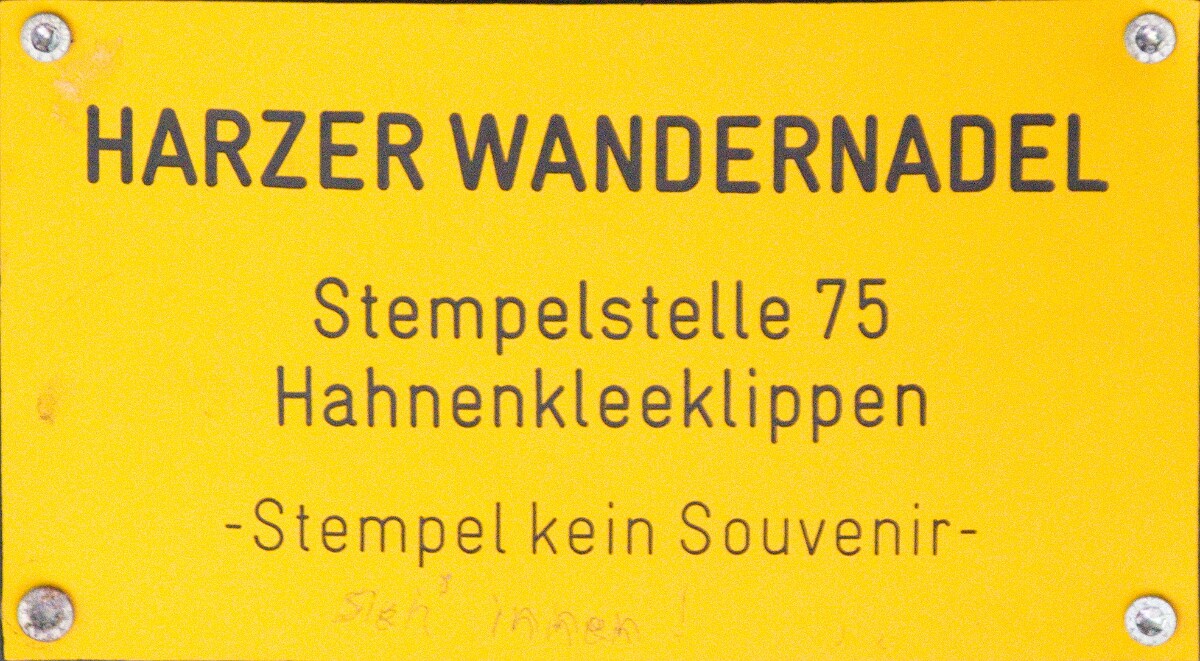 HARZER WANDERNADEL
Stempelstelle 75
Hahnenkleeklippen
-Stempel kein Souvenir-
Sieh' innen!